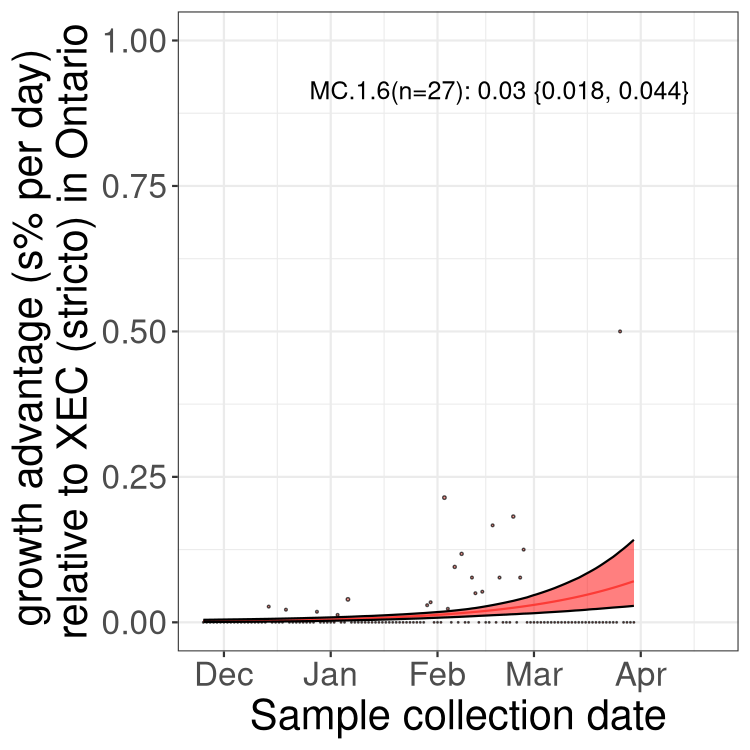 growth advantage (s% per day)
relative to XEC (stricto) in Ontario
1.00
0.75
0.50
0.25
0.00
MC.1.6(n=27): 0.03 {0.018, 0.044}
Dec Jan Feb Mar Apr
Sample collection date